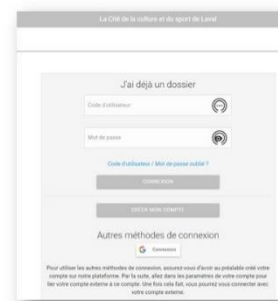 La Cité de la culture et du sport de Laval
J'ai déjà un dossier
Code d'utilisateur
Mot de passe
Code d'utilisateur / Mot de passe oublié ?
CONNEXION
CRÉER MON COMPTE
Autres méthodes de connexion
Connexion
Pour utiliser les autres méthodes de connexion, assurez-vous d'avoir au préalable créé votre
compte sur notre plateforme. Par la suite, allez dans les paramètres de votre compte pour
lier votre compte externe à ce compte. Une fois cela fait, vous pourrez vous connecter avec
votre compte externe.